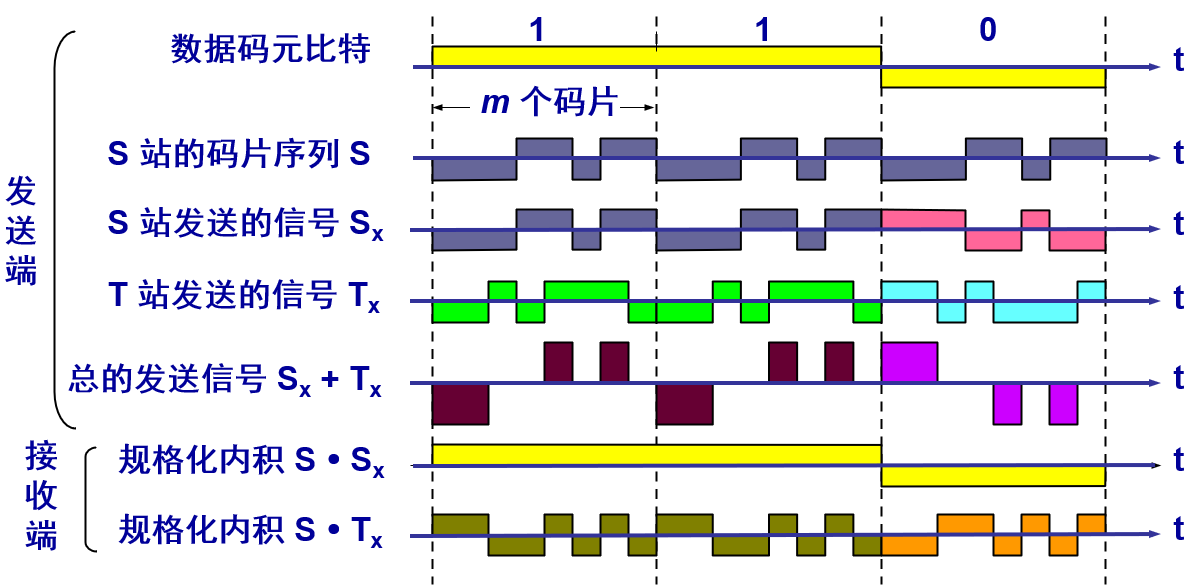 1 1 0
数据码元比特 t
m 个码片
S 站的码片序列 S t
S 站发送的信号 Sx t
T 站发送的信号 Tx t
总的发送信号 Sx + Tx t
规格化内积 S • Sx t
规格化内积 S • Tx t
发送端
接收端